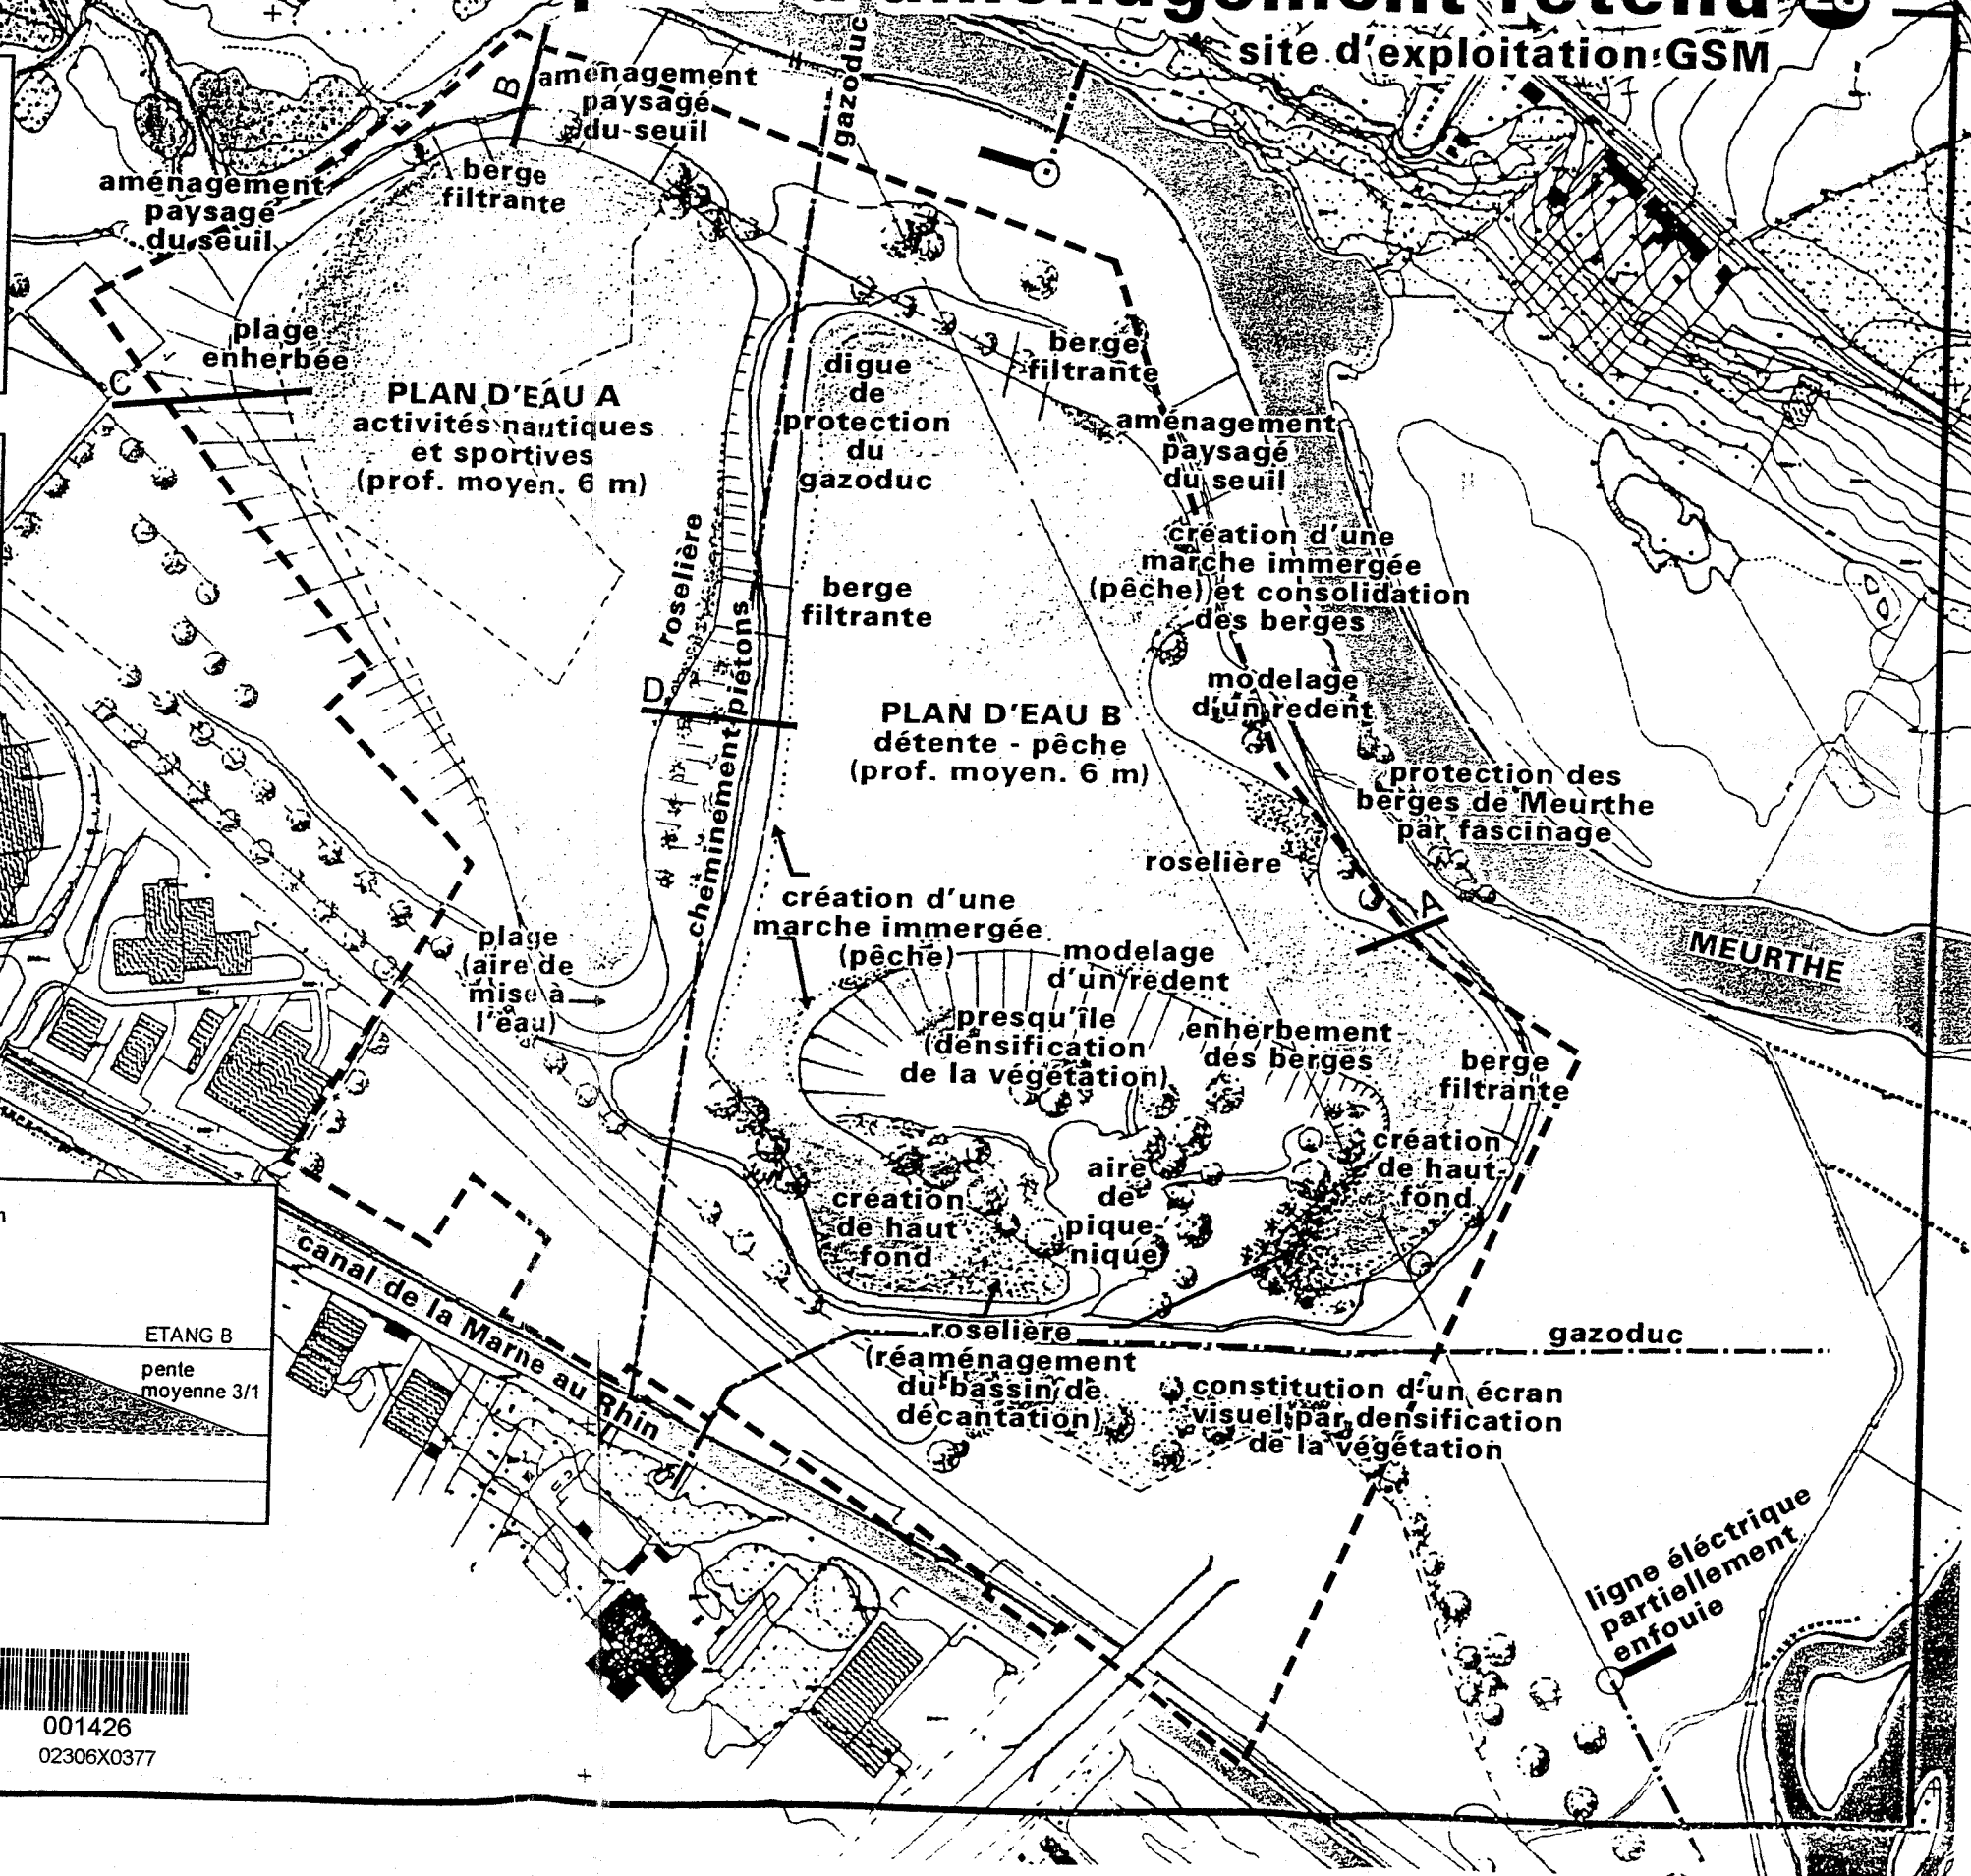 d'aménagement retenu
site d'exploitation GSM
B
aménagement
paysagé
du seuil
gazoduc
berge
filtrante
aménagement
paysagé
du seuil
plage
enherbée
C
PLAN D'EAU A
activités nautiques
et sportives
(prof. moyen. 6 m)
digue
de
protection
du
gazoduc
berge
filtrante
aménagement
paysagé
du seuil
roselière
création d'une
marche immergée
(pêche) et consolidation
des berges
berge
filtrante
D
cheminement piétons
modelage
d'un redent
PLAN D'EAU B
détente - pêche
(prof. moyen. 6 m)
protection des
berges de Meurthe
par fascinage
roselière
A
MEURTHE
création d'une
marche immergée
(pêche)
plage
(aire de
mise à
l'eau)
modelage
d'un redent
presqu'île
(densification
de la végétation)
enherbement
des berges
berge
filtrante
création
de haut
fond
aire
de
pique-
nique
création
de haut-
fond
canal de la Marne au Rhin
roselière
(réaménagement
du bassin de
décantation)
gazoduc
constitution d'un écran
visuel par densification
de la végétation
ETANG B
pente
moyenne 3/1
ligne éléctrique
partiellement
enfouie
001426
02306X0377